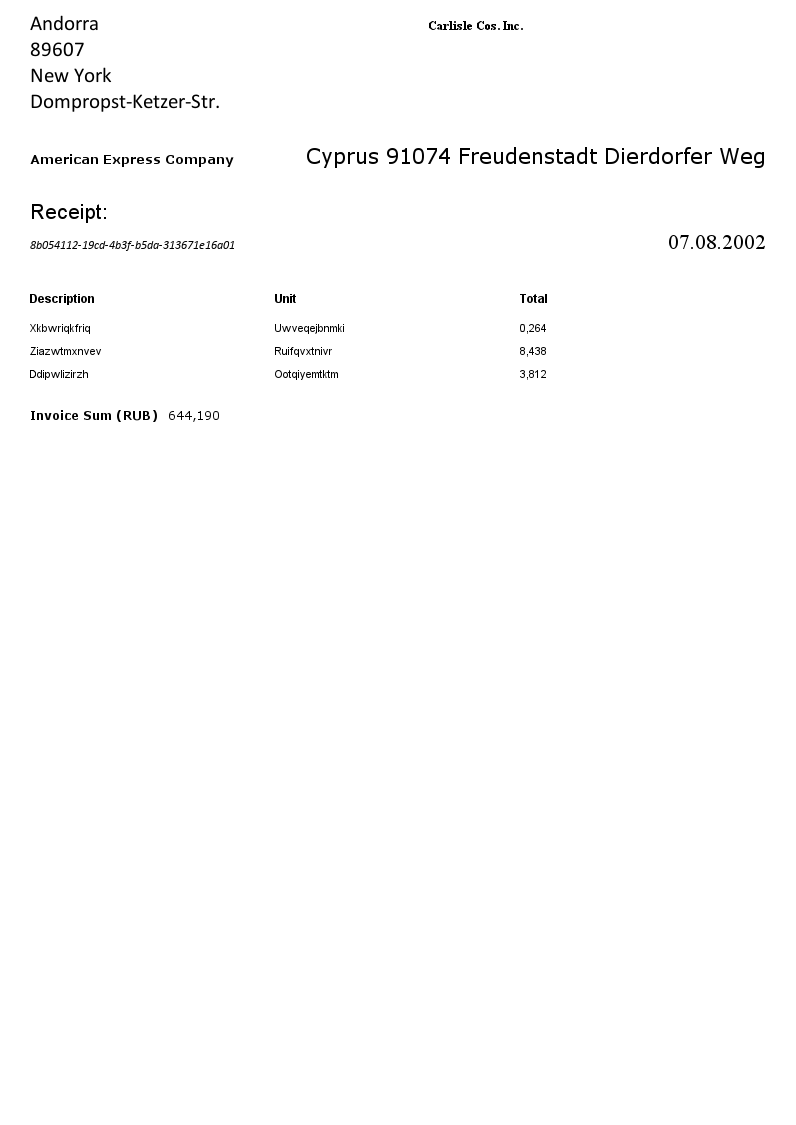 Andorra
89607
New York
Dompropst-Ketzer-Str.
Carlisle Cos. Inc.
American Express Company
Cyprus 91074 Freudenstadt Dierdorfer Weg
Receipt:
8b054112-19cd-4b3f-b5da-313671e16a01
07.08.2002
Description Unit Total
Xkbwriqkfriq Uwveqejbnmki 0,264
Ziazwtmxnvev Ruifqvxtnivr 8,438
Ddipwlizirzh Ootqiyemtktm 3,812
Invoice Sum (RUB) 644,190